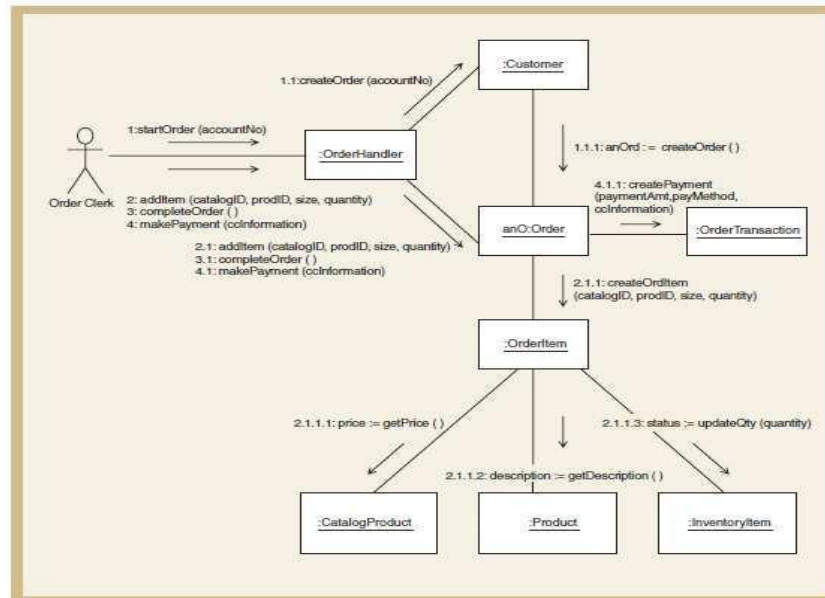 :Customer
1.1:createOrder (accountNo)
1:startOrder (accountNo)
:OrderHandler
1.1.1: anOrd := createOrder ( )
Order Clerk
2: addItem (catalogID, prodID, size, quantity)
3: completeOrder ( )
4: makePayment (ccInformation)
4.1.1: createPayment
(paymentAmt,payMethod,
ccInformation)
anO:Order
:OrderTransaction
2.1: addItem (catalogID, prodID, size, quantity)
3.1: completeOrder ( )
4.1: makePayment (ccInformation)
2.1.1: createOrdItem
(catalogID, prodID, size, quantity)
:OrderItem
2.1.1.1: price := getPrice ( )
2.1.1.3: status := updateQty (quantity)
2.1.1.2: description := getDescription ( )
:CatalogProduct
:Product
:InventoryItem